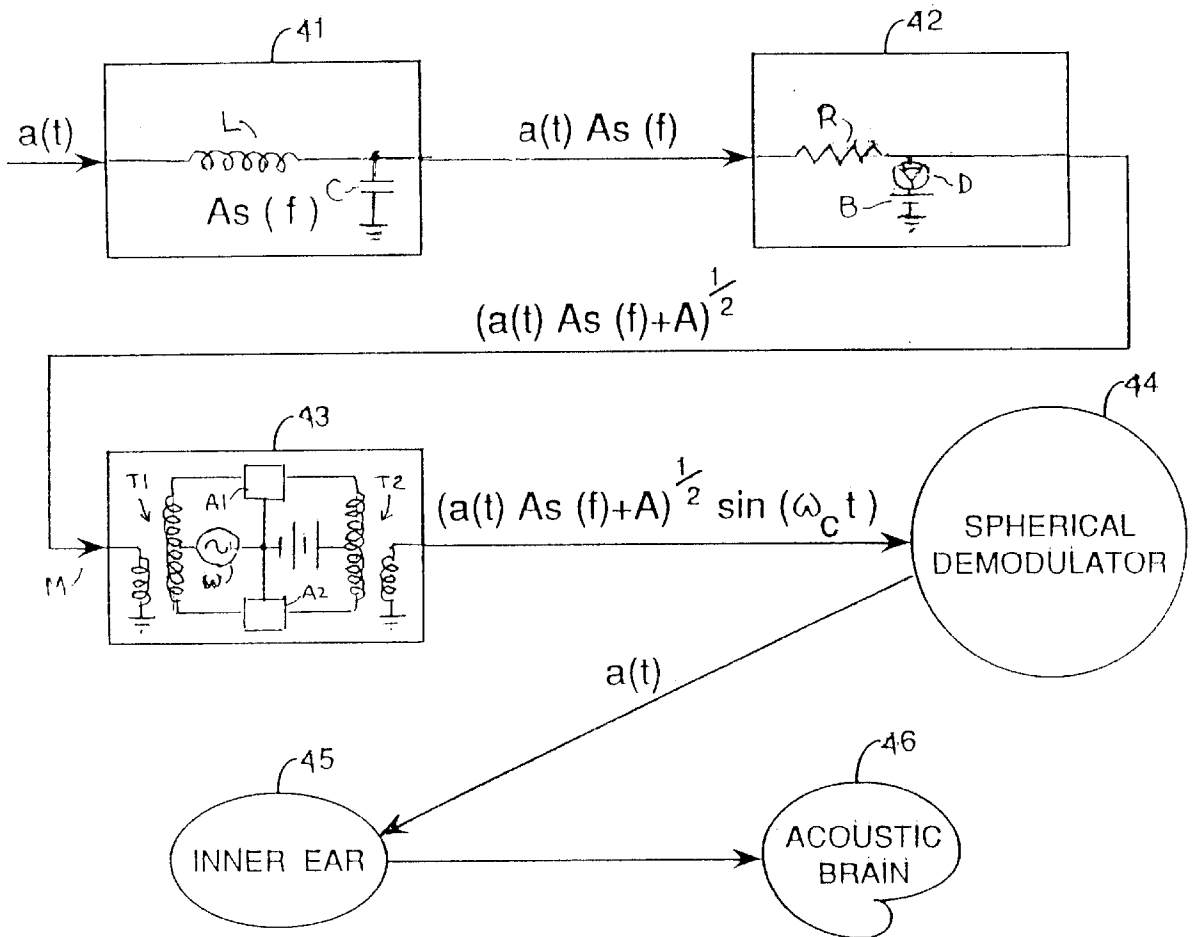 41
42
a(t)
L
C
As (f)
a(t) As (f)
R
D
B
(a(t) As (f)+A)^1/2
43
44
T1
A1
T2
ω
A2
M
(a(t) As (f)+A)^1/2 sin (ω_c t)
SPHERICAL
DEMODULATOR
a(t)
45
46
INNER EAR
ACOUSTIC
BRAIN